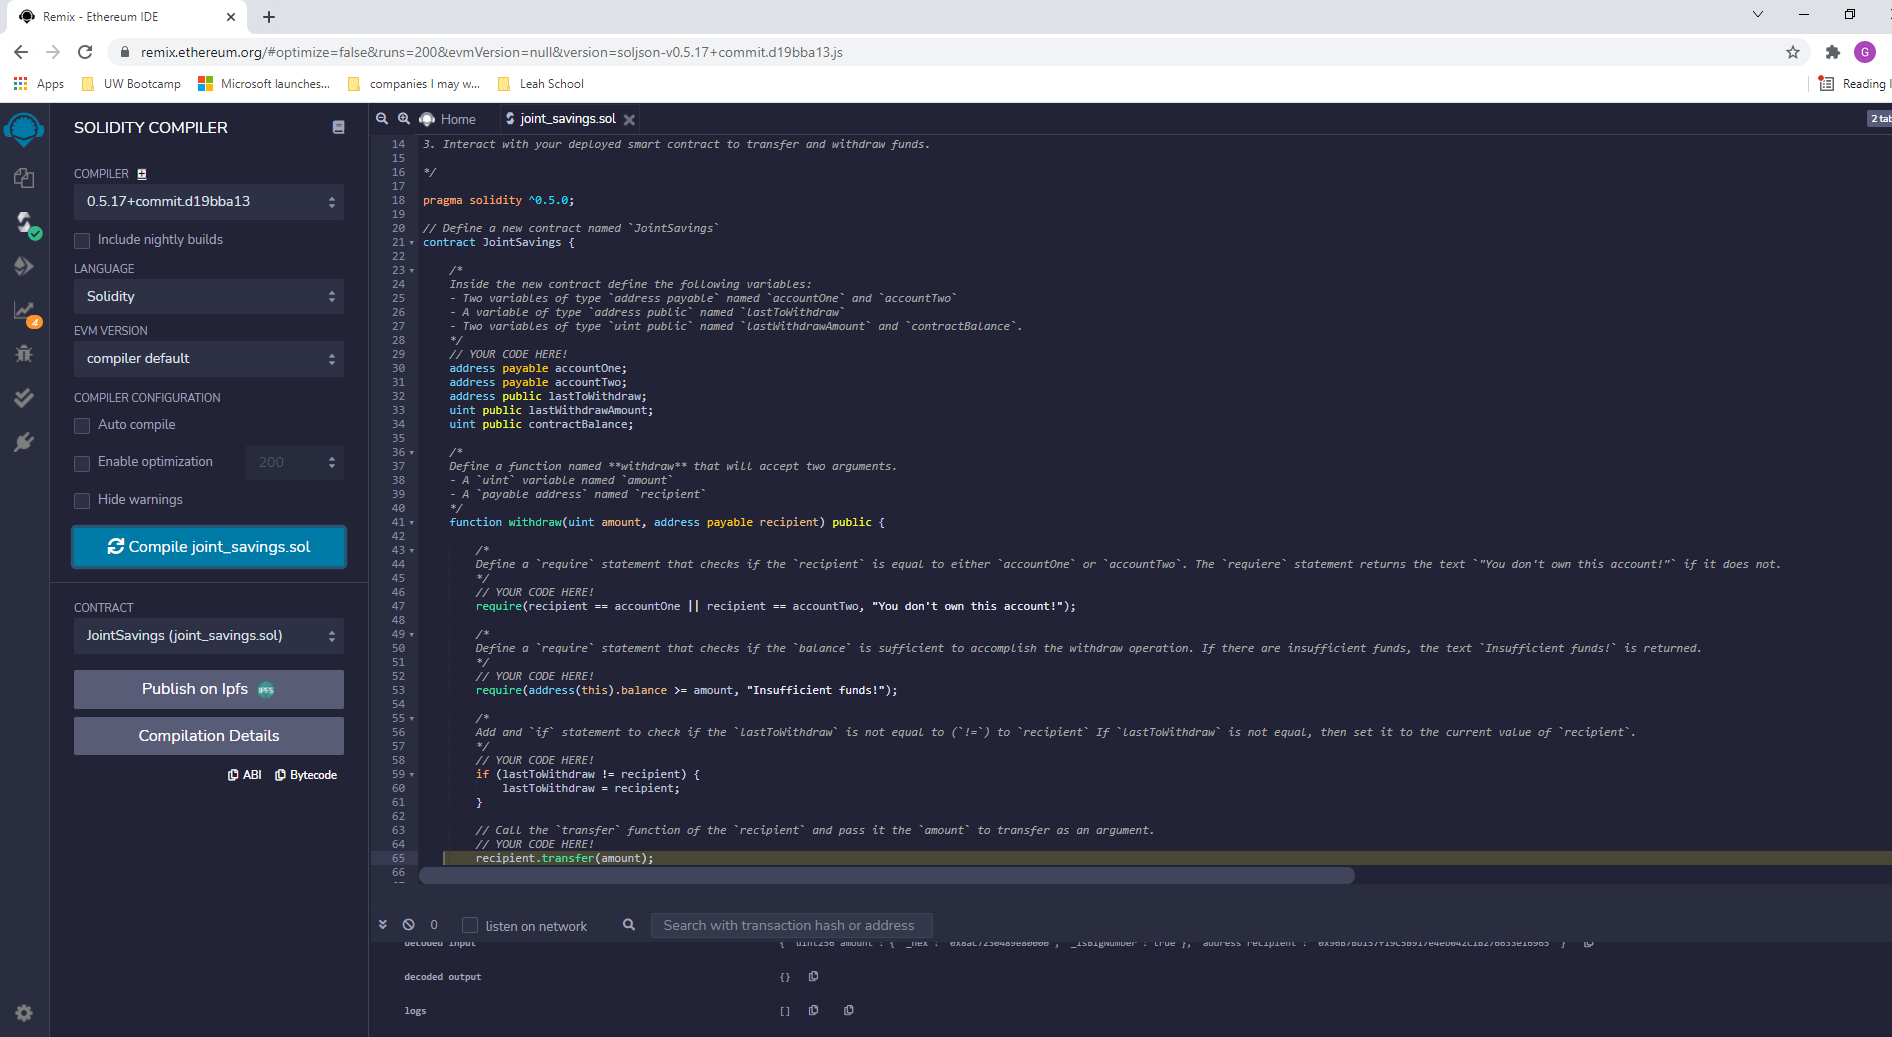 Remix - Ethereum IDE
remix.ethereum.org/#optimize=false&runs=200&evmVersion=null&version=soljson-v0.5.17+commit.d19bba13.js
G
Apps
UW Bootcamp
Microsoft launches...
companies I may w...
Leah School
Reading
SOLIDITY COMPILER
COMPILER
0.5.17+commit.d19bba13
Include nightly builds
LANGUAGE
Solidity
EVM VERSION
compiler default
COMPILER CONFIGURATION
Auto compile
Enable optimization
200
Hide warnings
Compile joint_savings.sol
CONTRACT
JointSavings (joint_savings.sol)
Publish on Ipfs
IPFS
Compilation Details
ABI
Bytecode
4
Home
joint_savings.sol
2 tab
14 3. Interact with your deployed smart contract to transfer and withdraw funds.
15
16 */
17
18 pragma solidity ^0.5.0;
19
20 // Define a new contract named `JointSavings`
21 contract JointSavings {
22
23 /*
24 Inside the new contract define the following variables:
25 - Two variables of type `address payable` named `accountOne` and `accountTwo`
26 - A variable of type `address public` named `lastToWithdraw`
27 - Two variables of type `uint public` named `lastWithdrawAmount` and `contractBalance`.
28 */
29 // YOUR CODE HERE!
30 address payable accountOne;
31 address payable accountTwo;
32 address public lastToWithdraw;
33 uint public lastWithdrawAmount;
34 uint public contractBalance;
35
36 /*
37 Define a function named **withdraw** that will accept two arguments.
38 - A `uint` variable named `amount`
39 - A `payable address` named `recipient`
40 */
41 function withdraw(uint amount, address payable recipient) public {
42
43 /*
44 Define a `require` statement that checks if the `recipient` is equal to either `accountOne` or `accountTwo`. The `requiere` statement returns the text `"You don't own this account!"` if it does not.
45 */
46 // YOUR CODE HERE!
47 require(recipient == accountOne || recipient == accountTwo, "You don't own this account!");
48
49 /*
50 Define a `require` statement that checks if the `balance` is sufficient to accomplish the withdraw operation. If there are insufficient funds, the text `Insufficient funds!` is returned.
51 */
52 // YOUR CODE HERE!
53 require(address(this).balance >= amount, "Insufficient funds!");
54
55 /*
56 Add and `if` statement to check if the `lastToWithdraw` is not equal to (`!=`) to `recipient` If `lastToWithdraw` is not equal, then set it to the current value of `recipient`.
57 */
58 // YOUR CODE HERE!
59 if (lastToWithdraw != recipient) {
60 lastToWithdraw = recipient;
61 }
62
63 // Call the `transfer` function of the `recipient` and pass it the `amount` to transfer as an argument.
64 // YOUR CODE HERE!
65 recipient.transfer(amount);
66
0
listen on network
Search with transaction hash or address
decoded input
decoded output {}
logs []